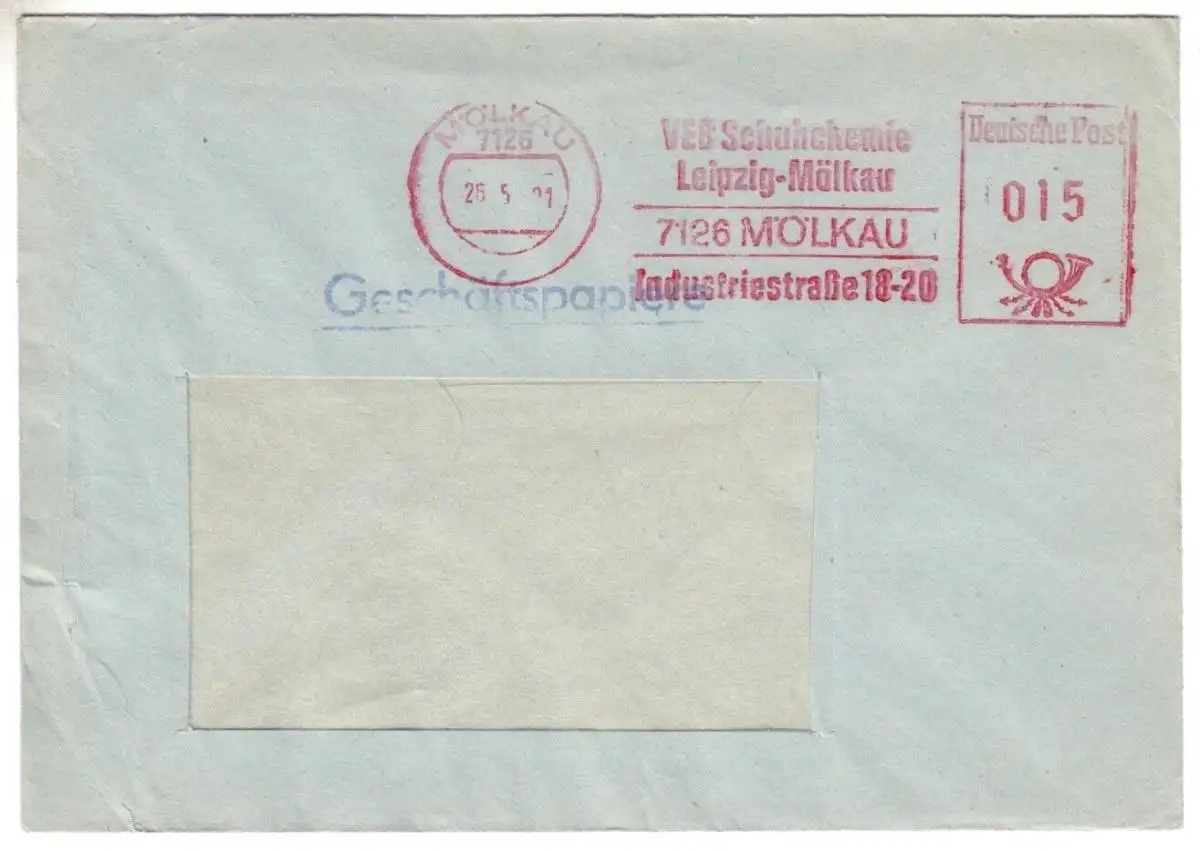 MÖLKAU
7126
VEB Schuhchemie
Leipzig-Mölkau
7126 MÖLKAU
Industriestraße 18-20
Deutsche Post
015
Geschäftspapiere